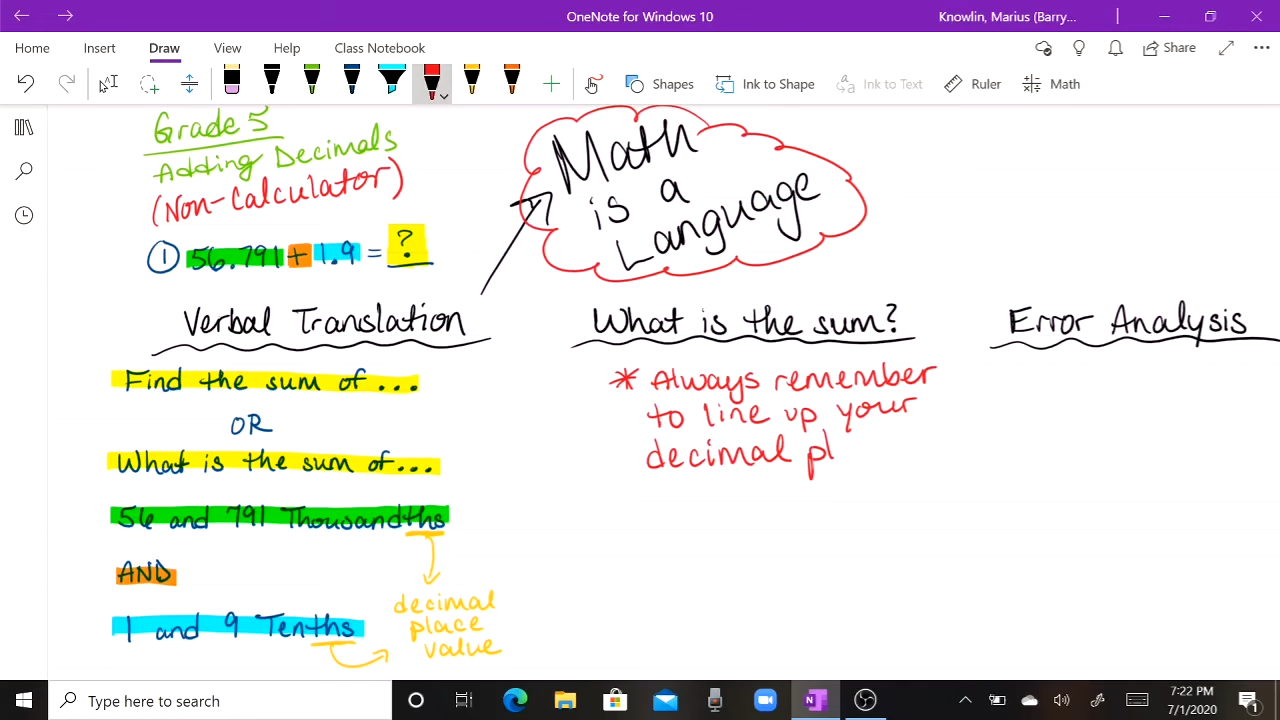 OneNote for Windows 10
Knowlin, Marius (Barry...
Home Insert Draw View Help Class Notebook
Share
Shapes Ink to Shape Ink to Text Ruler Math
Grade 5
Adding Decimals
(Non-Calculator)
① 56.791 + 1.9 = ?
Math
is a
Language
Verbal Translation
Find the sum of...
OR
What is the sum of...
56 and 791 Thousandths
AND
1 and 9 Tenths
decimal
place
value
What is the sum?
* Always remember
to line up your
decimal pl
Error Analysis
Type here to search
7:22 PM
7/1/2020
1